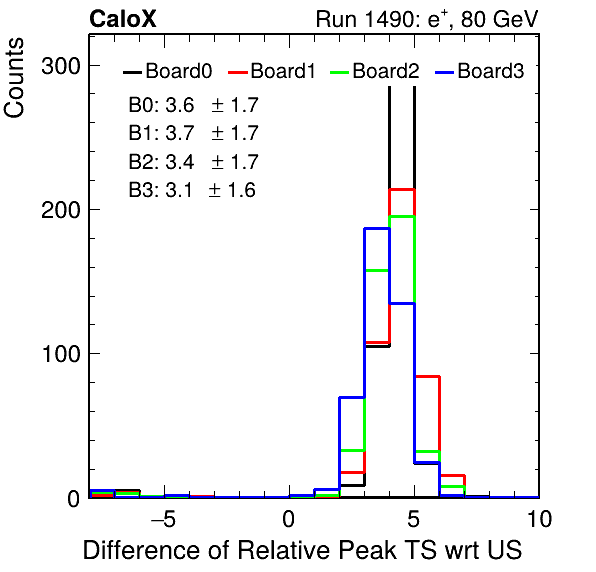 CaloX Run 1490: e+, 80 GeV
Counts
300
200
100
0
Board0 Board1 Board2 Board3
B0: 3.6 ± 1.7
B1: 3.7 ± 1.7
B2: 3.4 ± 1.7
B3: 3.1 ± 1.6
−5 0 5 10
Difference of Relative Peak TS wrt US